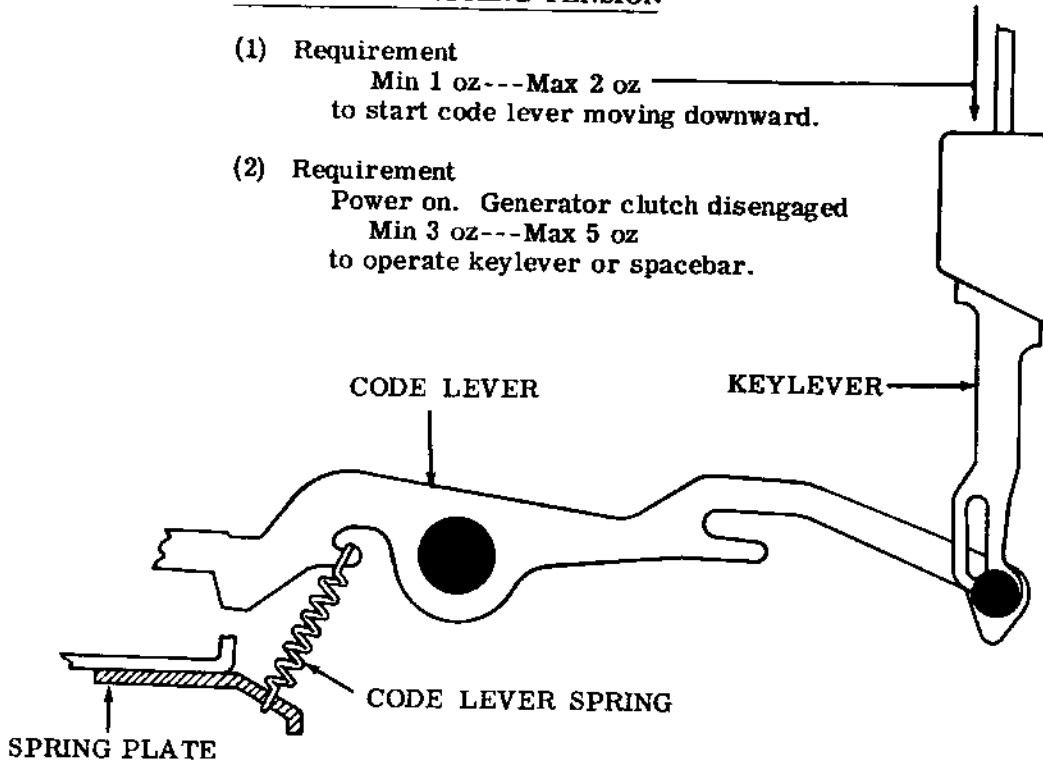 TENSION
(1) Requirement
Min 1 oz---Max 2 oz
to start code lever moving downward.
(2) Requirement
Power on. Generator clutch disengaged
Min 3 oz---Max 5 oz
to operate keylever or spacebar.
CODE LEVER
KEYLEVER
CODE LEVER SPRING
SPRING PLATE